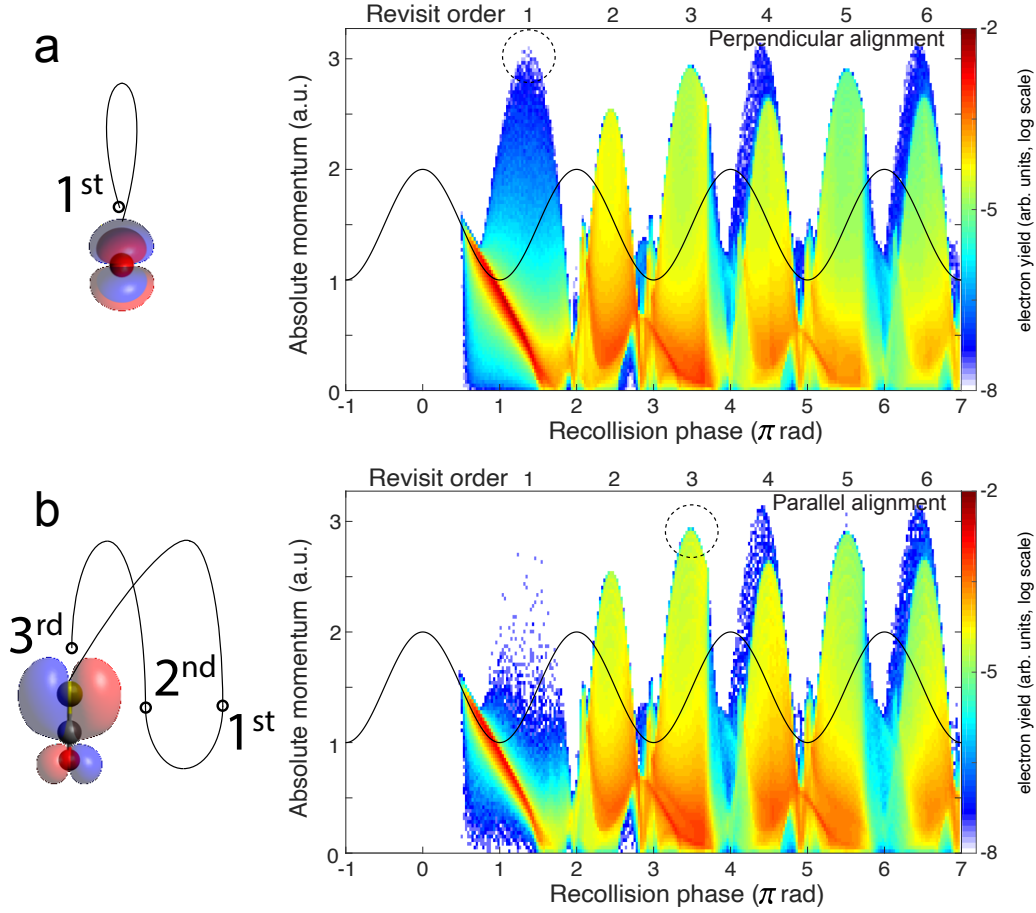 a
1st
Revisit order 1 2 3 4 5 6
Perpendicular alignment
Absolute momentum (a.u.)
3
2
1
0
-1 0 1 2 3 4 5 6 7
Recollision phase (π rad)
-2
-5
-8
electron yield (arb. units, log scale)
b
3rd
2nd
1st
Revisit order 1 2 3 4 5 6
Parallel alignment
Absolute momentum (a.u.)
3
2
1
0
-1 0 1 2 3 4 5 6 7
Recollision phase (π rad)
-2
-5
-8
electron yield (arb. units, log scale)